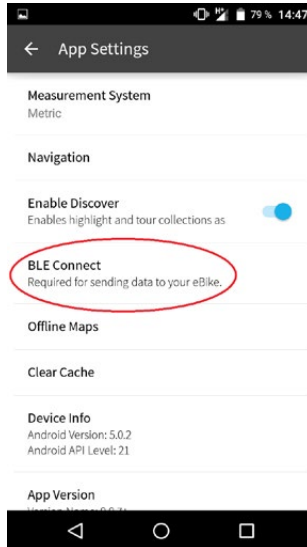 79 % 14:47
App Settings
Measurement System
Metric
Navigation
Enable Discover
Enables highlight and tour collections as
BLE Connect
Required for sending data to your eBike.
Offline Maps
Clear Cache
Device Info
Android Version: 5.0.2
Android API Level: 21
App Version